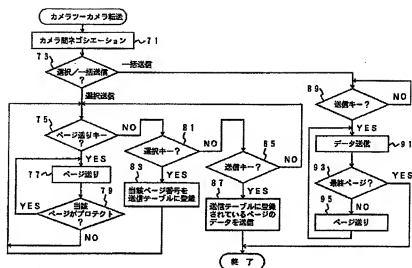 カメラツーカメラ転送
カメラ間ネゴシエーション
71
73
選択／一括送信？
一括送信
選択送信
89
送信キー？
YES
データ送信
91
93
最終ページ？
YES
NO
95
ページ送り
75
ページ送りキー
？
NO
YES
77
ページ送り
79
当該
ページがプロテクト
？
YES
NO
81
選択キー？
NO
YES
83
当該ページ番号を
送信テーブルに登録
85
送信キー？
NO
YES
87
送信テーブルに登録
されているページの
データを送信
終了
NO